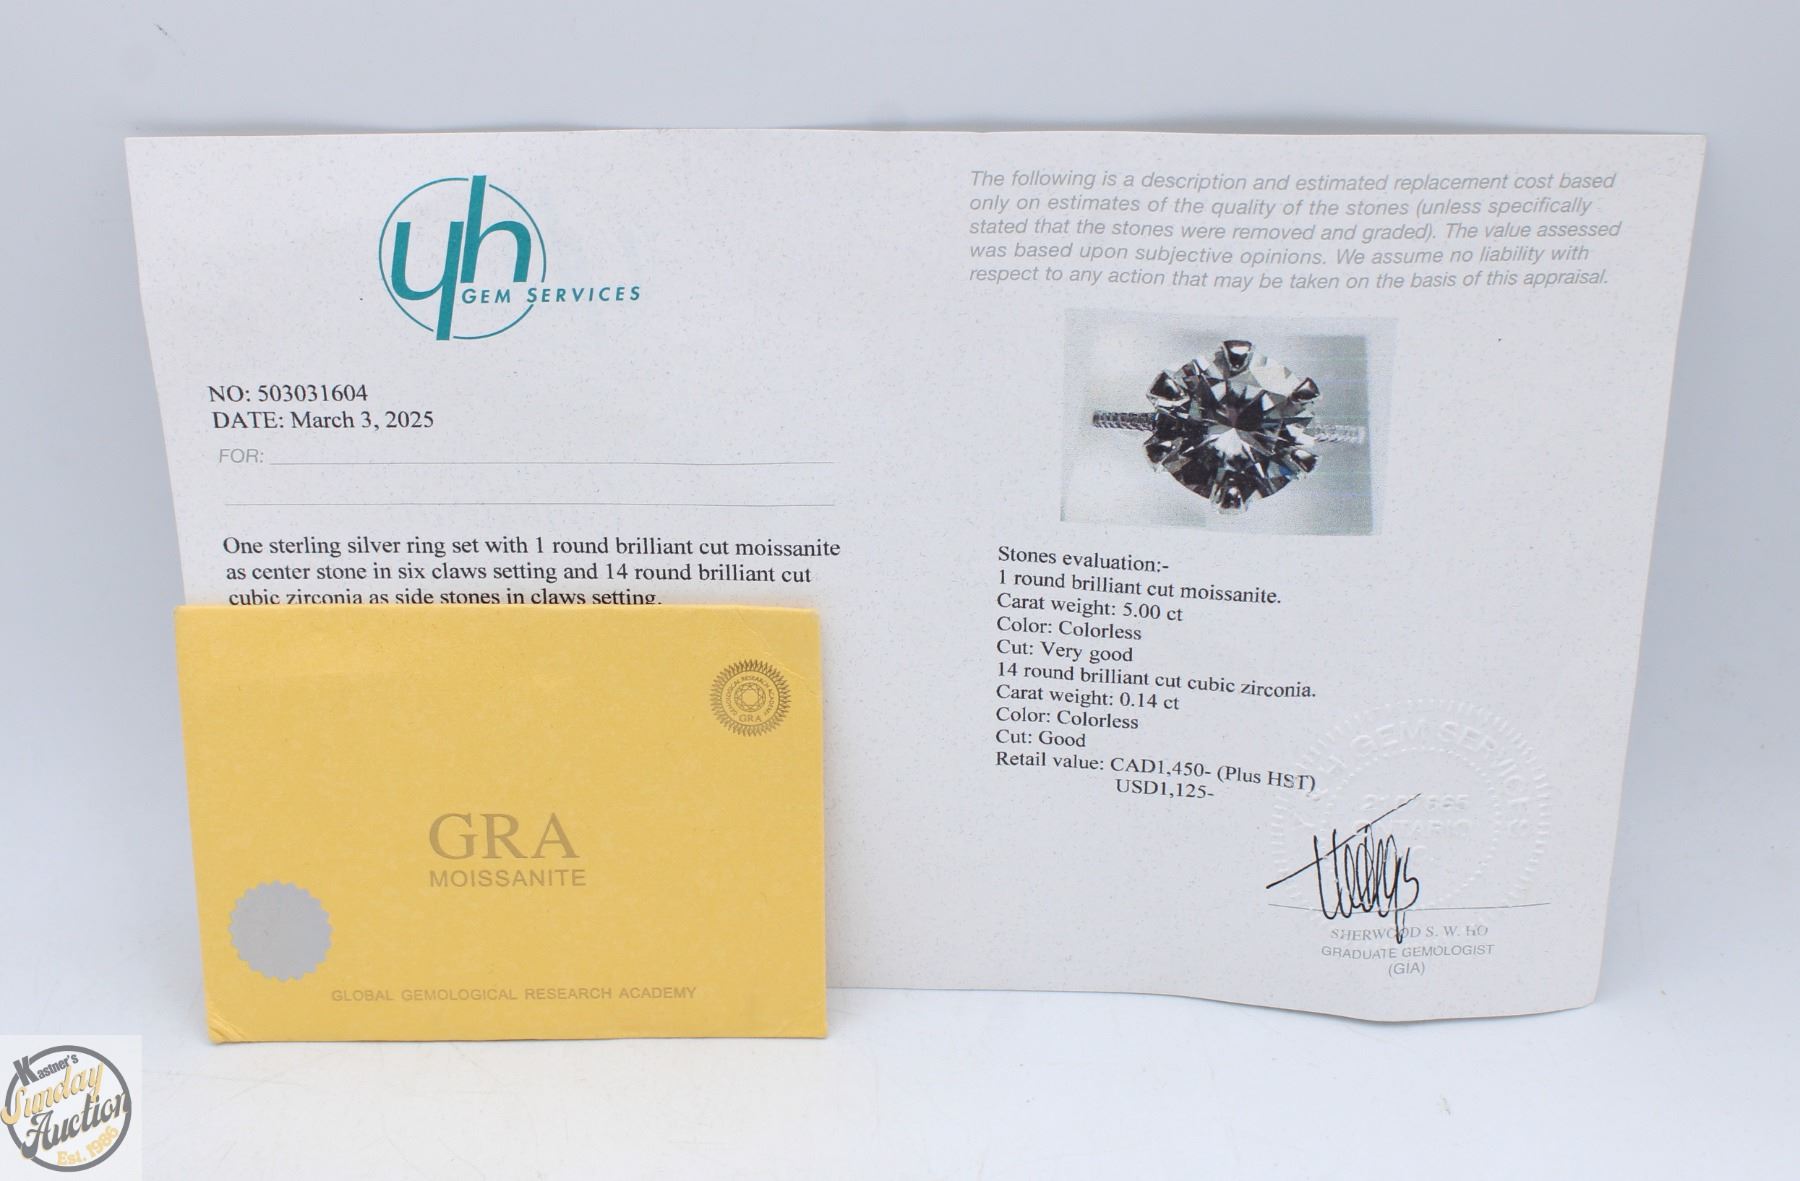 yh
GEM SERVICES
NO: 503031604
DATE: March 3, 2025
FOR:
One sterling silver ring set with 1 round brilliant cut moissanite
as center stone in six claws setting and 14 round brilliant cut
cubic zirconia as side stones in claws setting.
The following is a description and estimated replacement cost based
only on estimates of the quality of the stones (unless specifically
stated that the stones were removed and graded). The value assessed
was based upon subjective opinions. We assume no liability with
respect to any action that may be taken on the basis of this appraisal.
Stones evaluation:-
1 round brilliant cut moissanite.
Carat weight: 5.00 ct
Color: Colorless
Cut: Very good
14 round brilliant cut cubic zirconia.
Carat weight: 0.14 ct
Color: Colorless
Cut: Good
Retail value: CAD1,450- (Plus HST)
USD1,125-
GEM SERVICE
ONTARIO
SHERWOOD S. W. HO
GRADUATE GEMOLOGIST
(GIA)
GEMOLOGICAL RESEARCH ACADEMY
GRA
GRA
MOISSANITE
GLOBAL GEMOLOGICAL RESEARCH ACADEMY
Kastner's
Sunday
Auction
Est. 1986